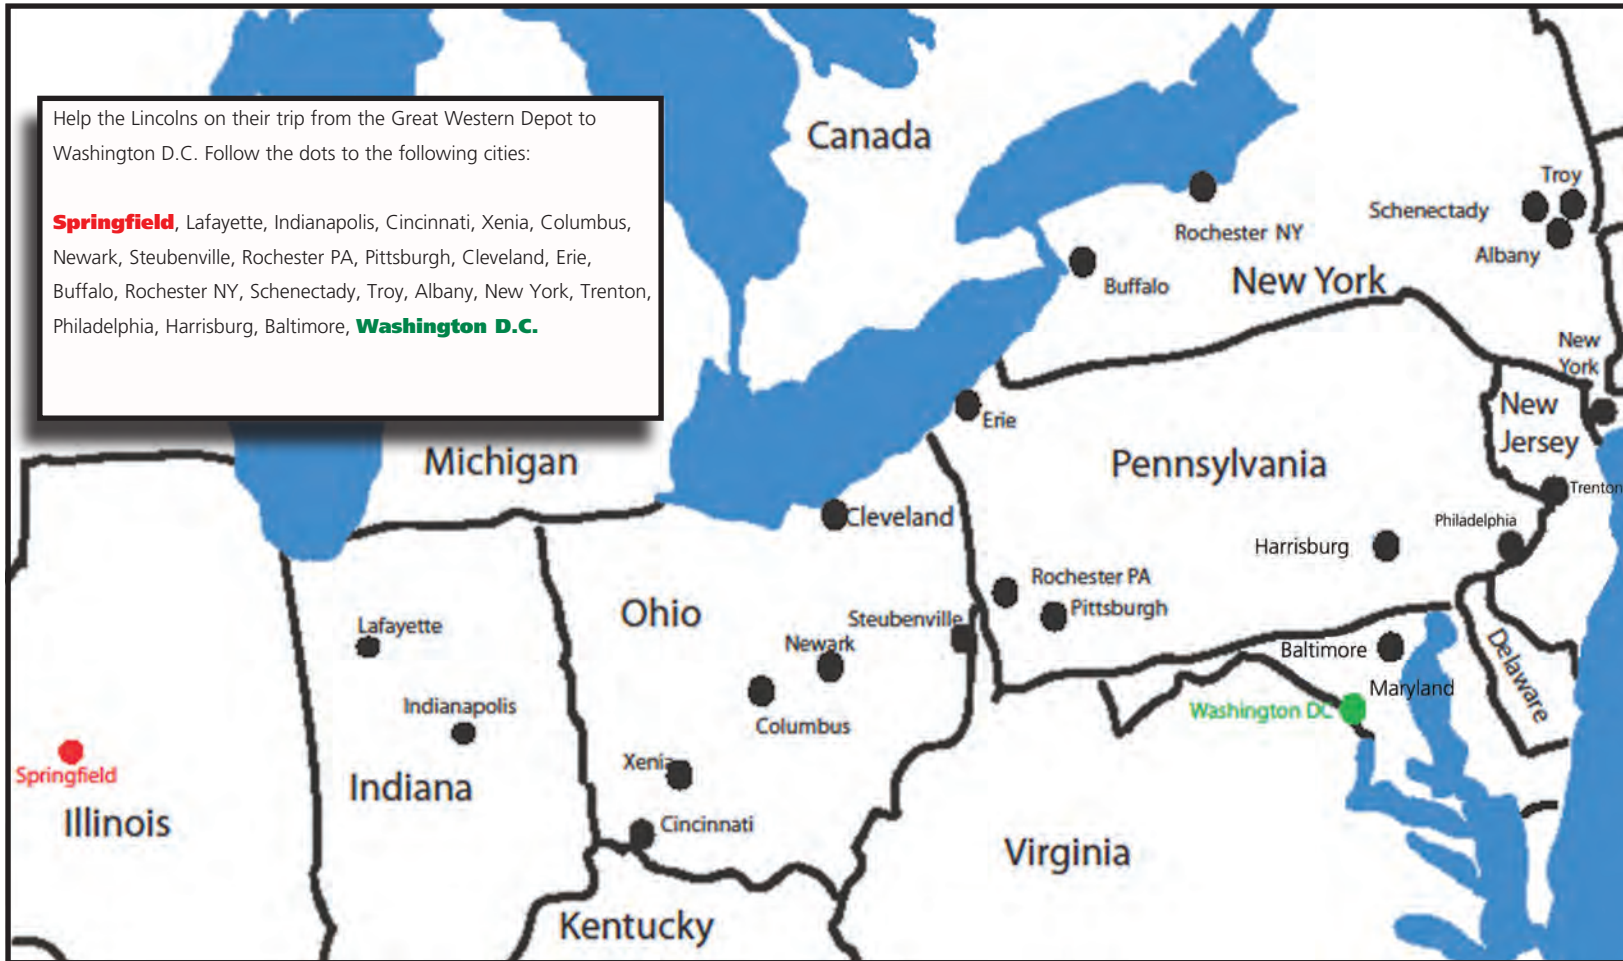 Help the Lincolns on their trip from the Great Western Depot to
Washington D.C. Follow the dots to the following cities:
Springfield, Lafayette, Indianapolis, Cincinnati, Xenia, Columbus,
Newark, Steubenville, Rochester PA, Pittsburgh, Cleveland, Erie,
Buffalo, Rochester NY, Schenectady, Troy, Albany, New York, Trenton,
Philadelphia, Harrisburg, Baltimore, Washington D.C.
Canada
Troy
Schenectady
Rochester NY
Albany
Buffalo
New York
New
York
Erie
New
Jersey
Michigan
Pennsylvania
Trenton
Cleveland
Philadelphia
Harrisburg
Rochester PA
Pittsburgh
Ohio
Steubenville
Lafayette
Newark
Baltimore
Delaware
Maryland
Indianapolis
Washington DC
Columbus
Xenia
Springfield
Indiana
Illinois
Cincinnati
Virginia
Kentucky